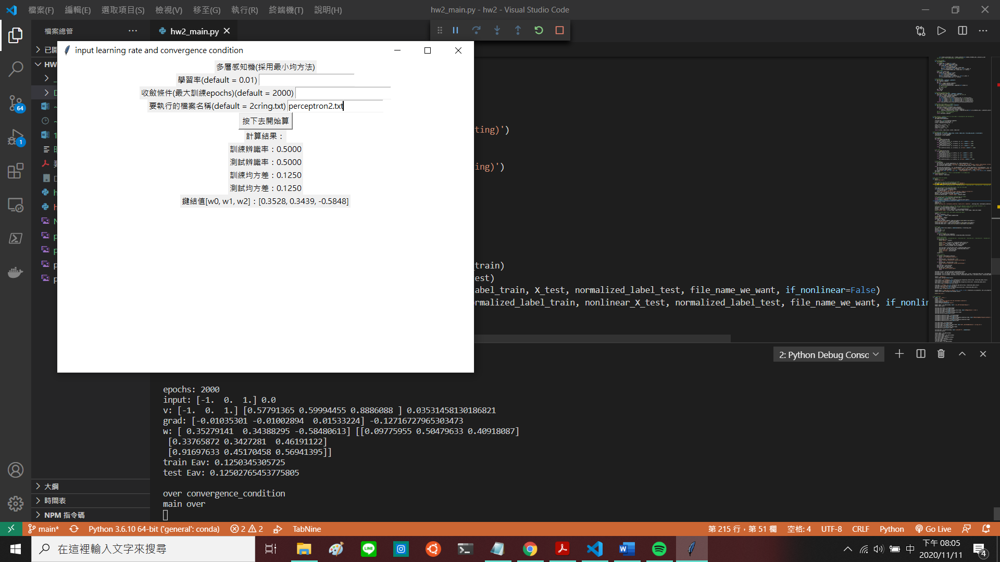 檔案(F) 編輯(E) 選取項目(S) 檢視(V) 移至(G) 執行(R) 終端機(T) 說明(H)
hw2_main.py - hw2 - Visual Studio Code
檔案總管
hw2_main.py
input learning rate and convergence condition
多層感知機(採用最小均方法)
學習率(default = 0.01)
收斂條件(最大訓練epochs)(default = 2000)
要執行的檔案名稱(default = 2cring.txt) perceptron2.txt
按下去開始算
計算結果：
訓練辨識率：0.5000
測試辨識率：0.5000
訓練均方差：0.1250
測試均方差：0.1250
鍵結值[w0, w1, w2]：[0.3528, 0.3439, -0.5848]
已開
HW
64
1
ting)')
ing)')
_train)
est)
abel_train, X_test, normalized_label_test, file_name_we_want, if_nonlinear=False)
rmalized_label_train, nonlinear_X_test, normalized_label_test, file_name_we_want, if_nonlin
2: Python Debug Consc
epochs: 2000
input: [-1.  0.  1.] 0.0
v: [-1.  0.  1.] [0.57791365 0.59994455 0.8886088 ] 0.03531458130186821
grad: [-0.01035301 -0.01002894  0.01533224] -0.12716727965303473
w: [ 0.35279141  0.34388295 -0.58480613] [[0.09775955 0.50479633 0.40918087]
[0.33765872 0.3427281  0.46191122]
[0.91697633 0.45170458 0.56941395]]
train Eav: 0.1250345305725
test Eav: 0.12502765453775805
over convergence_condition
main over
大綱
時間表
NPM 指令碼
main* Python 3.6.10 64-bit ('general': conda) 2 2 TabNine
第 215 行，第 51 欄 空格: 4 UTF-8 CRLF Python Go Live
在這裡輸入文字來搜尋
中
下午 08:05
2020/11/11
4